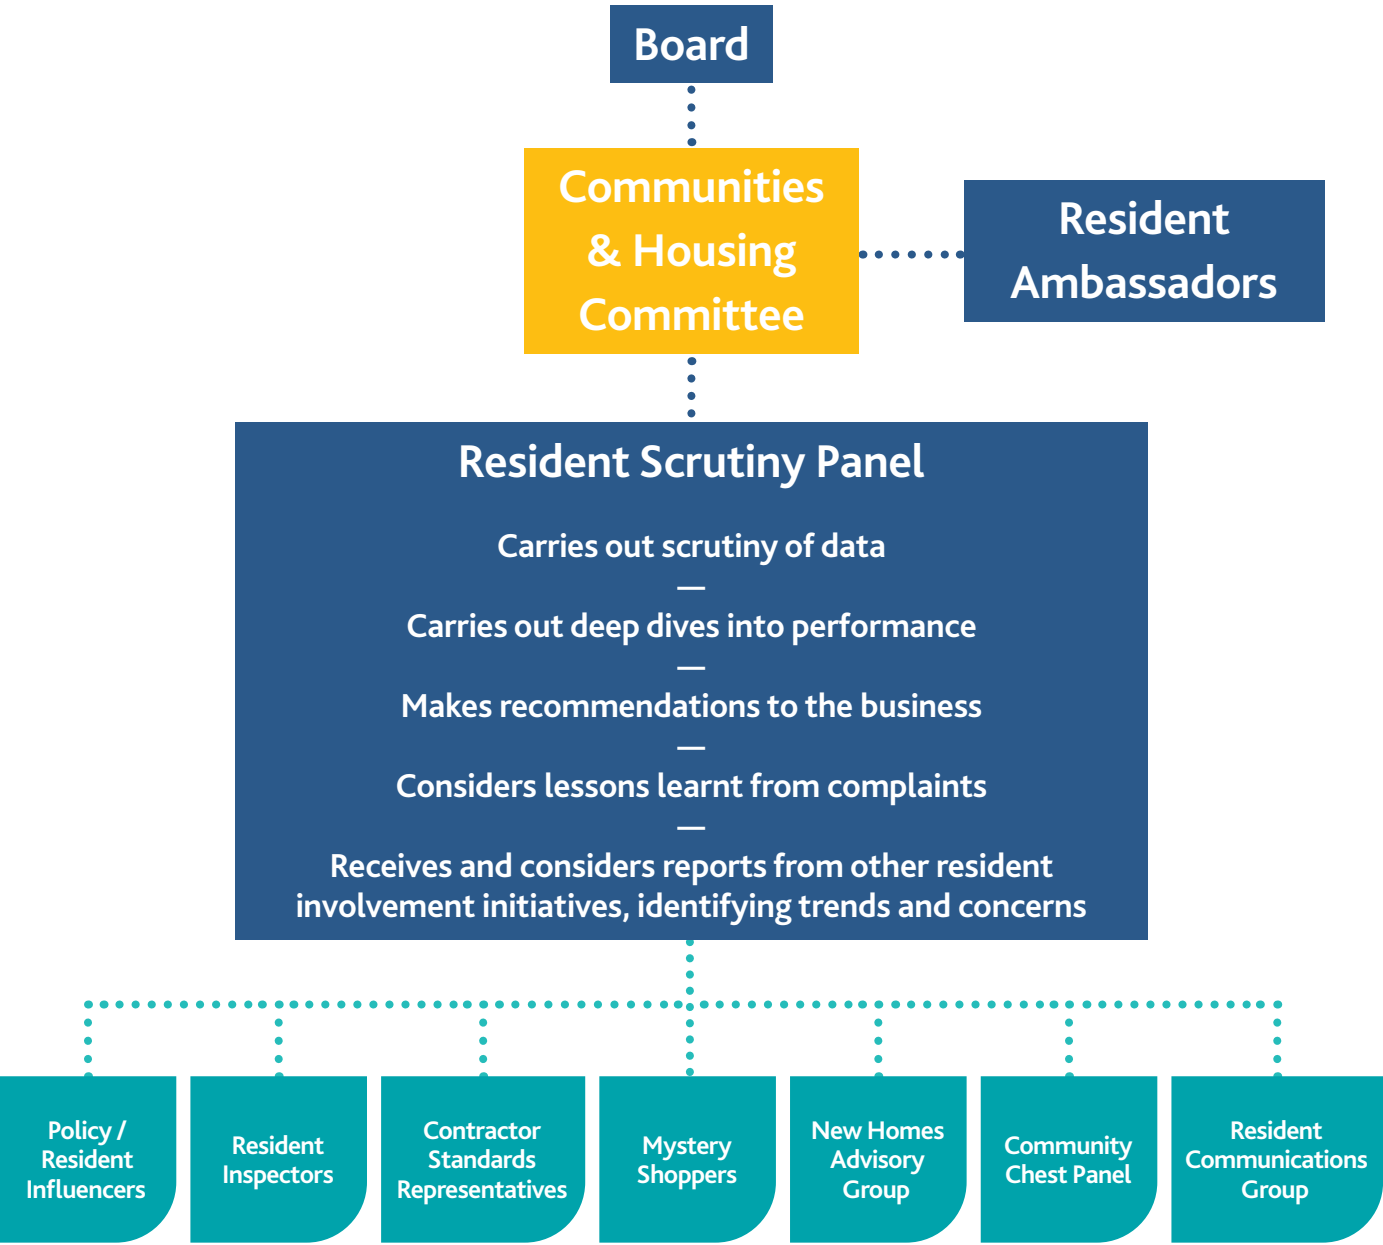 Board
Communities
& Housing
Committee
Resident
Ambassadors
Resident Scrutiny Panel
Carries out scrutiny of data
—
Carries out deep dives into performance
—
Makes recommendations to the business
—
Considers lessons learnt from complaints
—
Receives and considers reports from other resident
involvement initiatives, identifying trends and concerns
Policy /
Resident
Influencers
Resident
Inspectors
Contractor
Standards
Representatives
Mystery
Shoppers
New Homes
Advisory
Group
Community
Chest Panel
Resident
Communications
Group